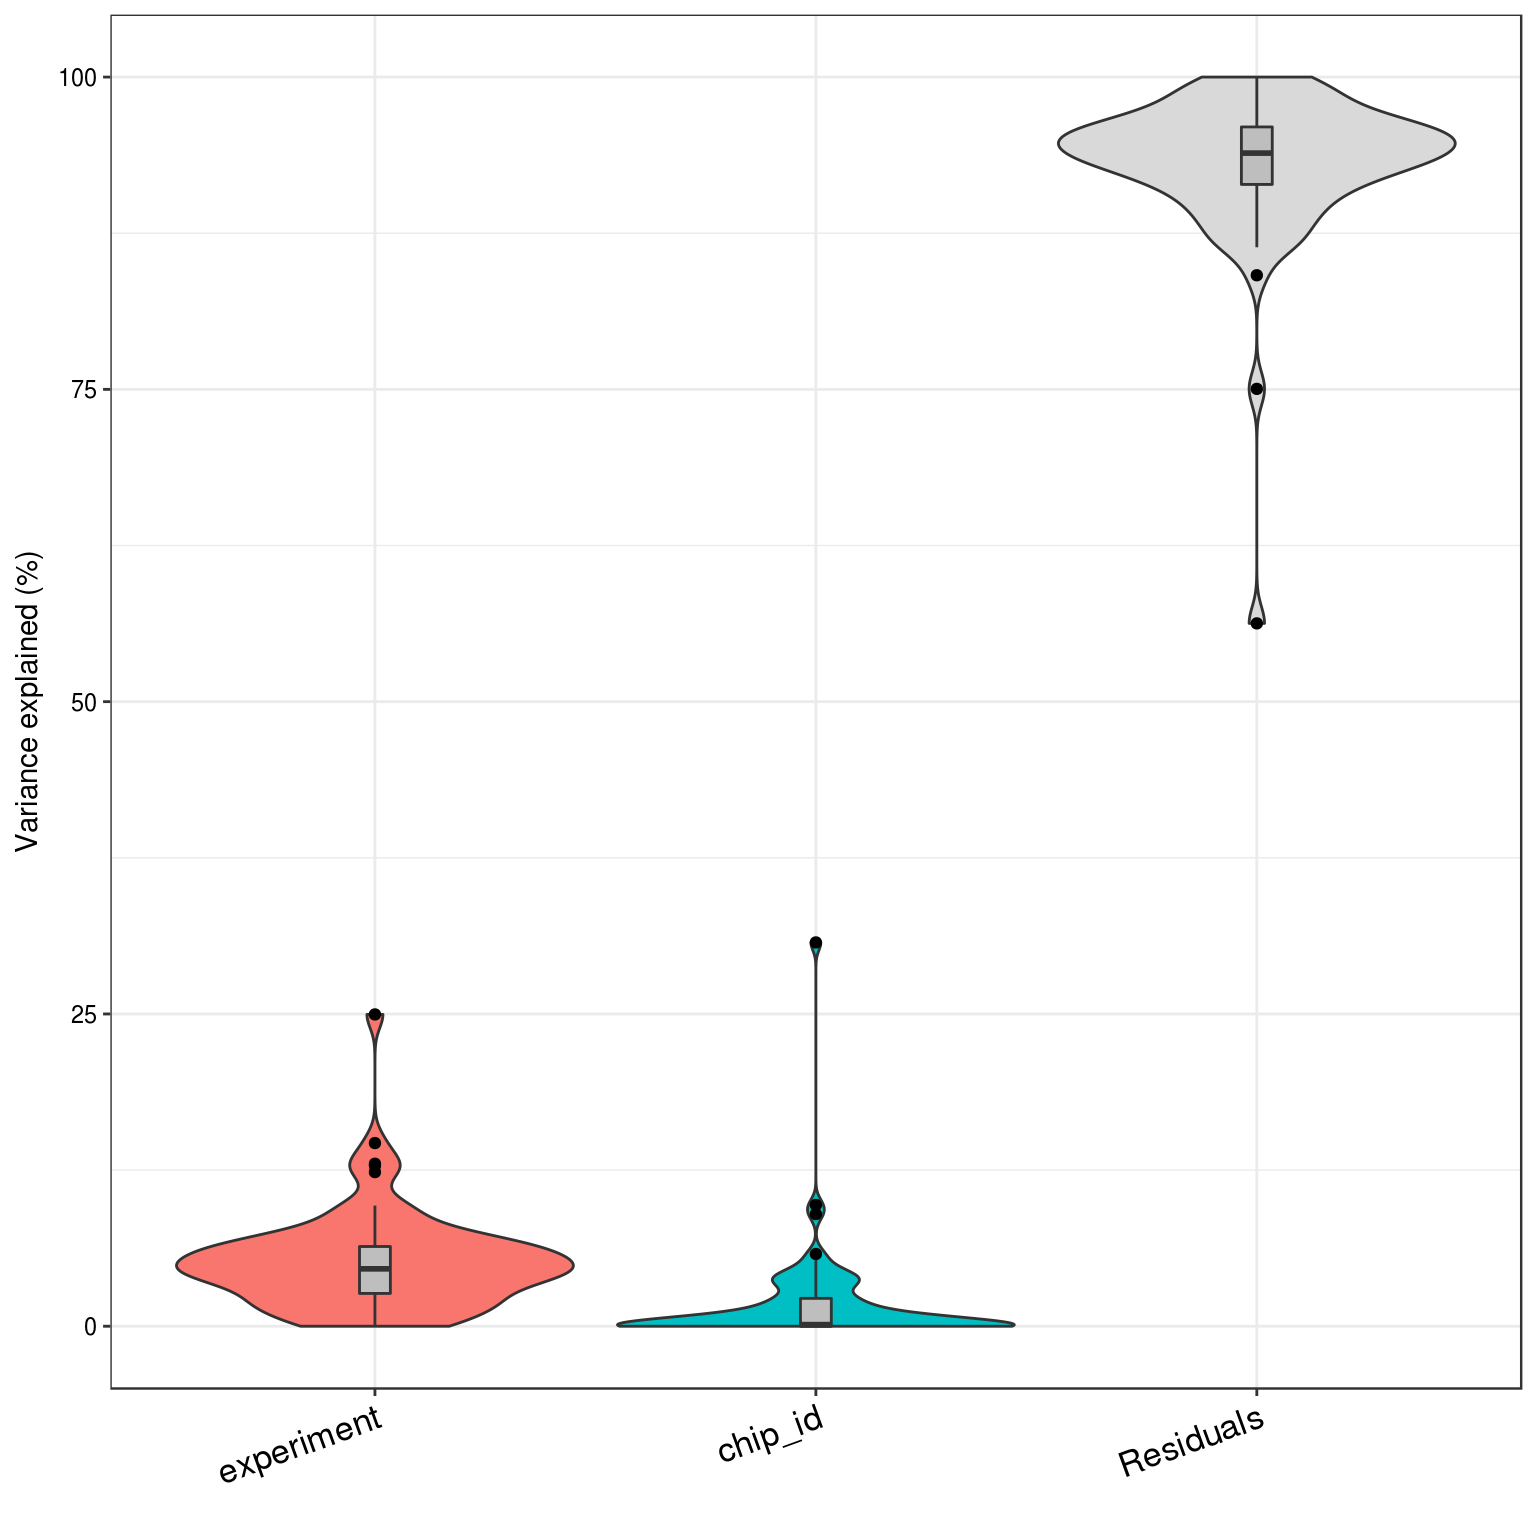 Variance explained (%)
100
75
50
25
0
experiment
chip_id
Residuals